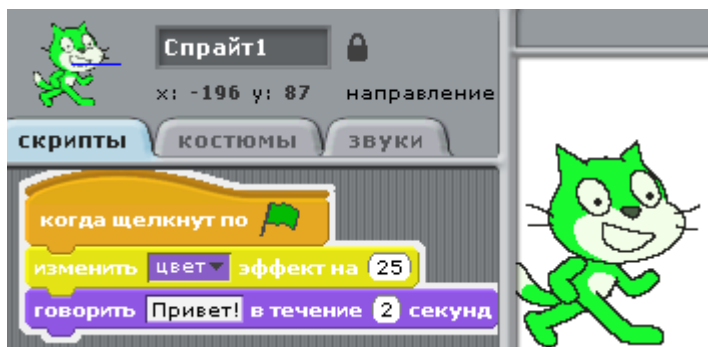 Спрайт1
x: -196 y: 87 направление
скрипты костюмы звуки
когда щелкнут по
изменить цвет эффект на 25
говорить Привет! в течение 2 секунд